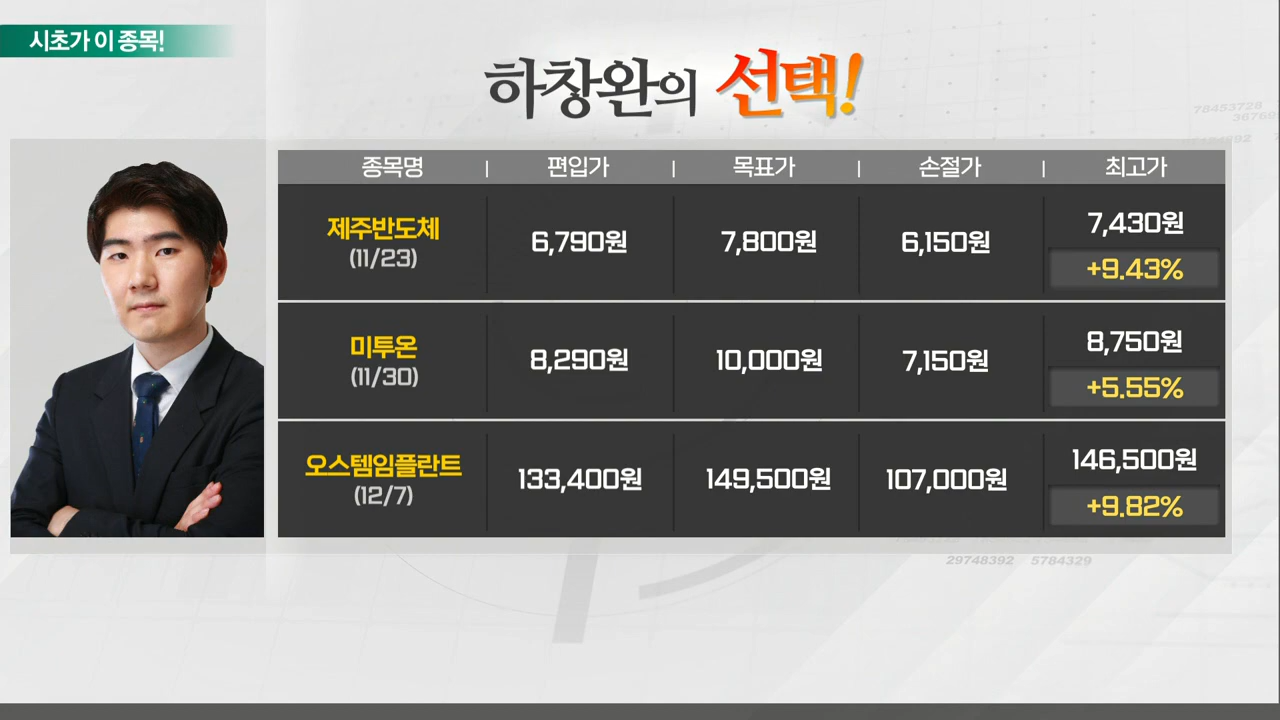 시초가 이 종목!
하창완의 선택!
종목명 | 편입가 | 목표가 | 손절가 | 최고가
제주반도체 6,790원 7,800원 6,150원 7,430원
(11/23) +9.43%
미투온 8,290원 10,000원 7,150원 8,750원
(11/30) +5.55%
오스템임플란트 133,400원 149,500원 107,000원 146,500원
(12/7) +9.82%
78453728
29748392 5784329